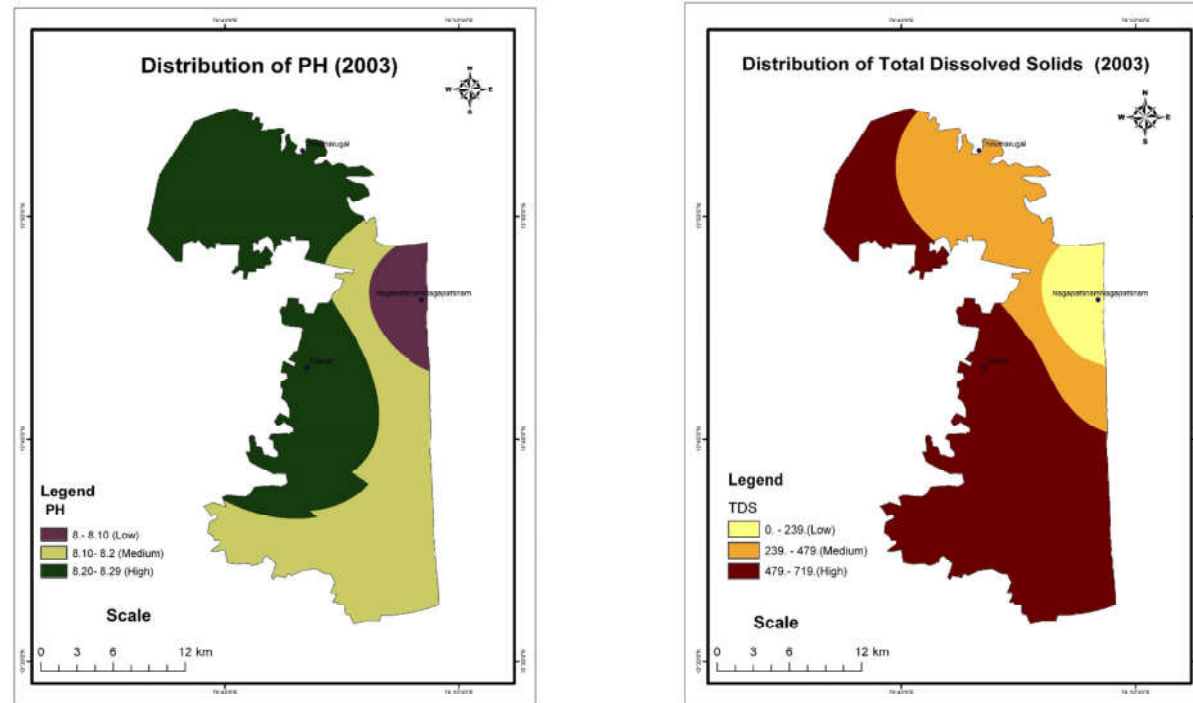 Distribution of PH (2003)
N
W E
S
Thirumarugal
Nagapattinam Nagapattinam
Legend
PH
8.- 8.10 (Low)
8.10- 8.2 (Medium)
8.20- 8.29 (High)
Scale
0 3 6 12 km
Distribution of Total Dissolved Solids (2003)
N
W E
S
Thirumarugal
Nagapattinam Nagapattinam
Legend
TDS
0. - 239.(Low)
239. - 479.(Medium)
479.- 719.(High)
Scale
0 3 6 12 km